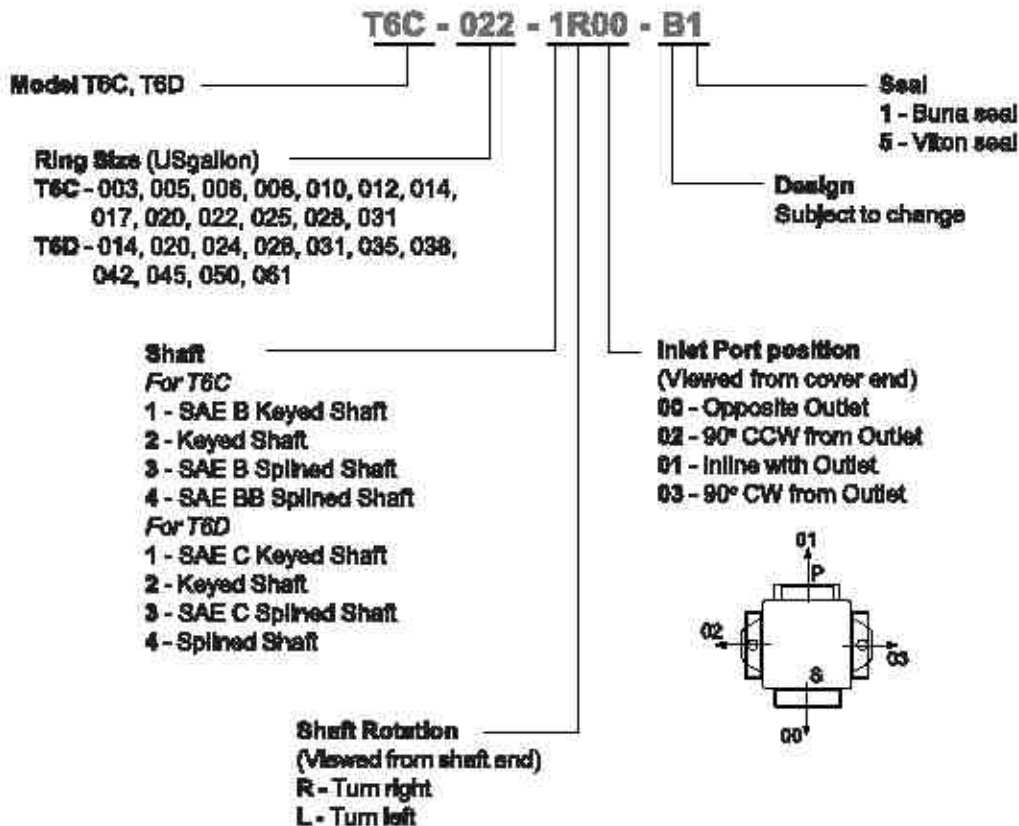 T6C - 022 - 1R00 - B1
Model T6C, T6D
Seal
1 - Buna seal
5 - Viton seal
Ring Size (USgallon)
T6C - 003, 005, 006, 008, 010, 012, 014,
017, 020, 022, 025, 028, 031
T6D - 014, 020, 024, 028, 031, 035, 038,
042, 045, 050, 061
Design
Subject to change
Shaft
For T6C
1 - SAE B Keyed Shaft
2 - Keyed Shaft
3 - SAE B Splined Shaft
4 - SAE BB Splined Shaft
For T6D
1 - SAE C Keyed Shaft
2 - Keyed Shaft
3 - SAE C Splined Shaft
4 - Splined Shaft
Inlet Port position
(Viewed from cover end)
00 - Opposite Outlet
02 - 90° CCW from Outlet
01 - Inline with Outlet
03 - 90° CW from Outlet
01
P
02
03
S
00
Shaft Rotation
(Viewed from shaft end)
R - Turn right
L - Turn left